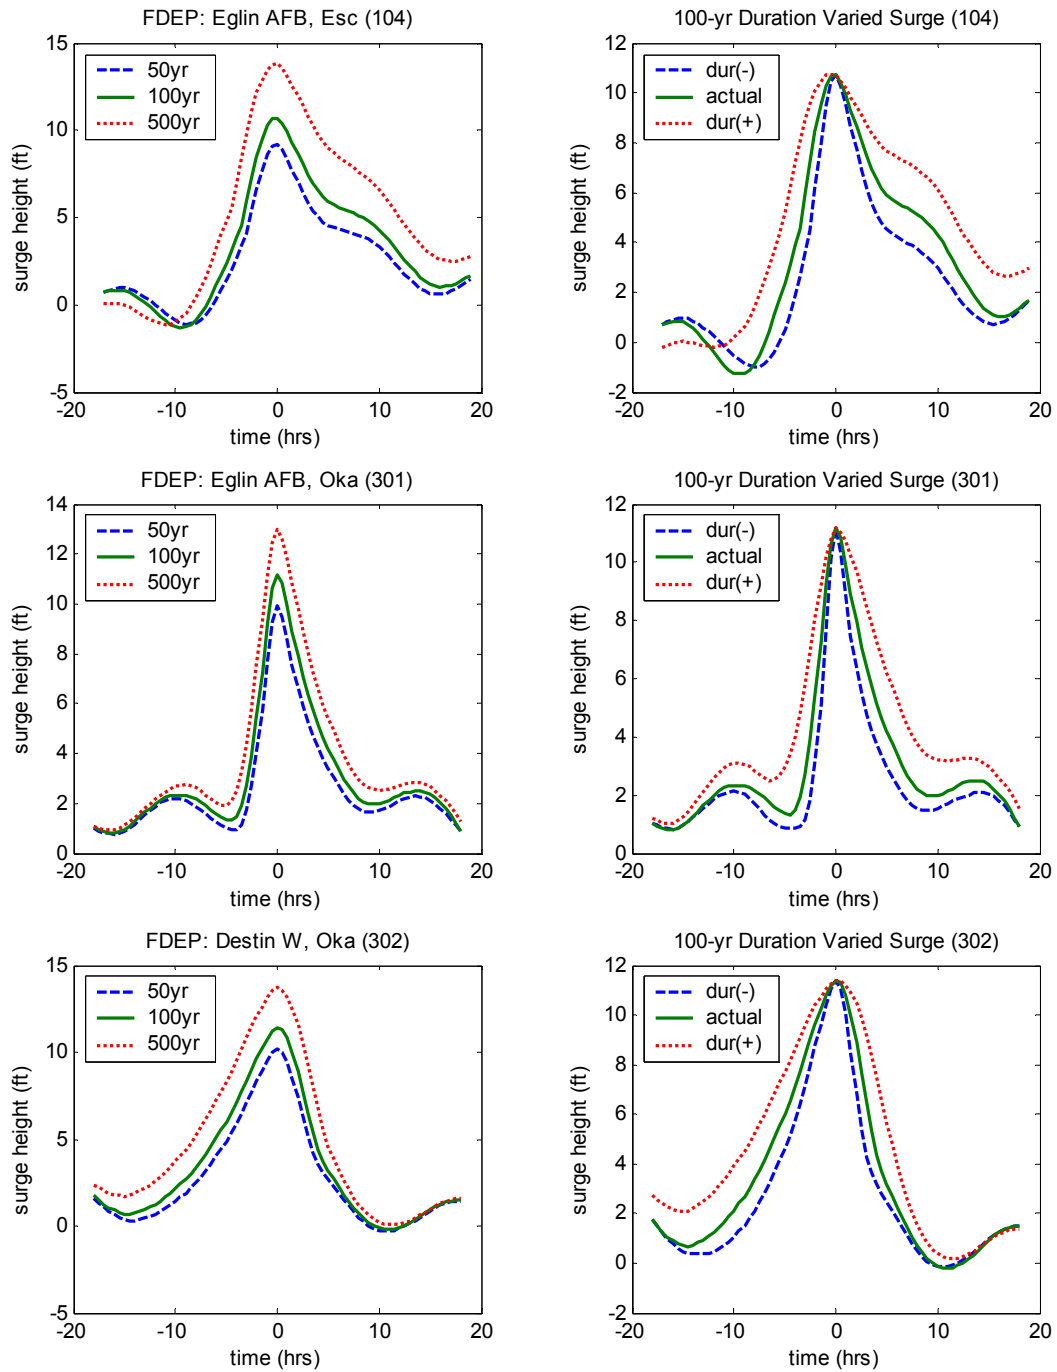 FDEP: Eglin AFB, Esc (104)
15
10
5
0
-5
surge height (ft)
50yr
100yr
500yr
-20
-10
0
10
20
time (hrs)
100-yr Duration Varied Surge (104)
12
10
8
6
4
2
0
-2
surge height (ft)
dur(-)
actual
dur(+)
-20
-10
0
10
20
time (hrs)
FDEP: Eglin AFB, Oka (301)
14
12
10
8
6
4
2
0
surge height (ft)
50yr
100yr
500yr
-20
-10
0
10
20
time (hrs)
100-yr Duration Varied Surge (301)
12
10
8
6
4
2
0
surge height (ft)
dur(-)
actual
dur(+)
-20
-10
0
10
20
time (hrs)
FDEP: Destin W, Oka (302)
15
10
5
0
-5
surge height (ft)
50yr
100yr
500yr
-20
-10
0
10
20
time (hrs)
100-yr Duration Varied Surge (302)
12
10
8
6
4
2
0
-2
surge height (ft)
dur(-)
actual
dur(+)
-20
-10
0
10
20
time (hrs)